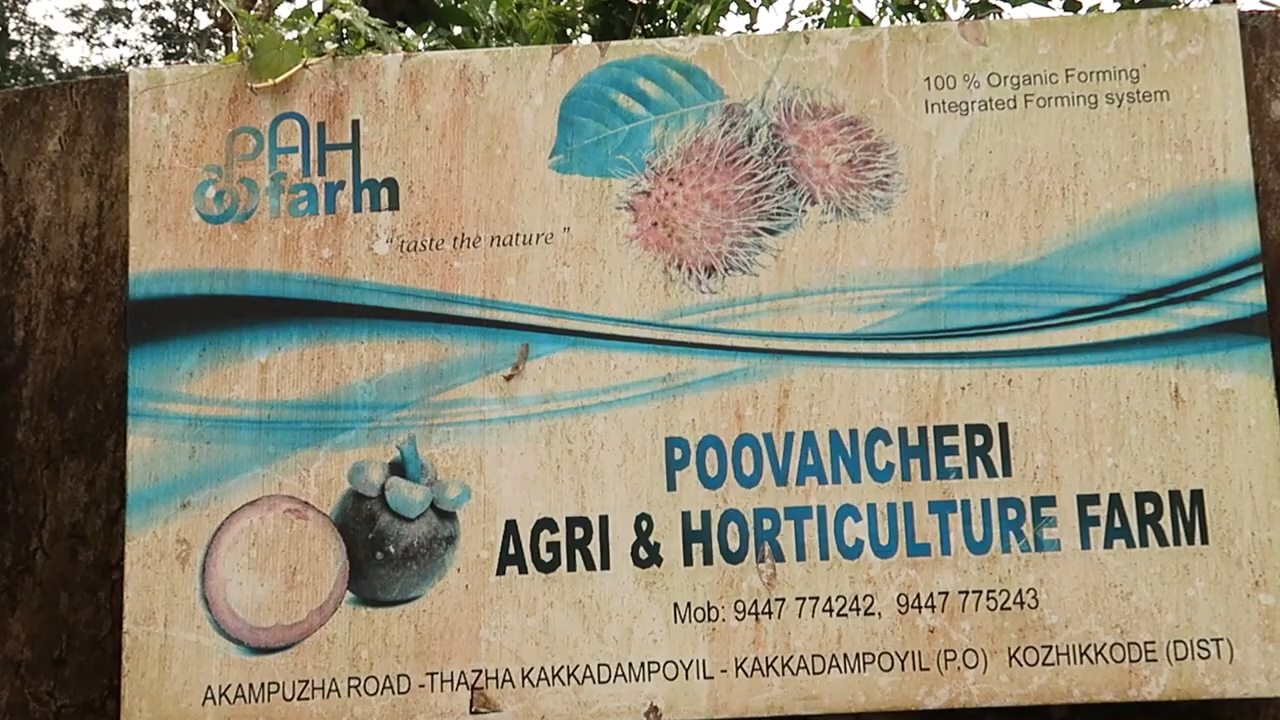 PAH
farm
"taste the nature"
100 % Organic Forming
Integrated Forming system
POOVANCHERI
AGRI & HORTICULTURE FARM
Mob: 9447 774242, 9447 775243
AKAMPUZHA ROAD -THAZHA KAKKADAMPOYIL - KAKKADAMPOYIL (P.O) KOZHIKKODE (DIST)